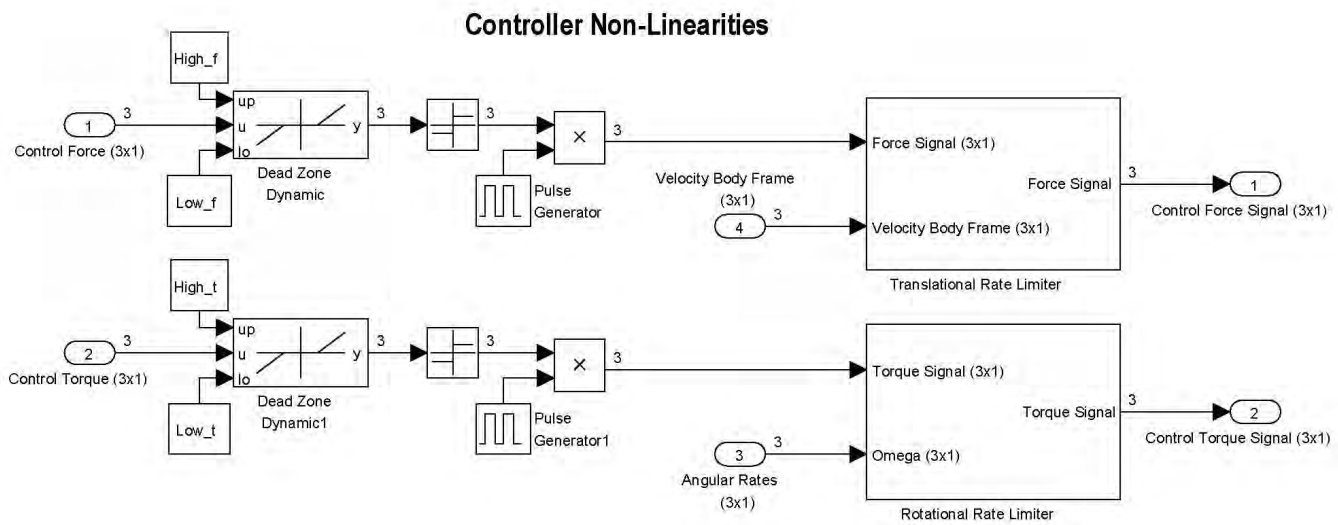 Controller Non-Linearities
High_f
3
1
Control Force (3x1)
up
u
lo
y
3
Dead Zone
Dynamic
Low_f
3
×
3
Pulse
Generator
Velocity Body Frame
(3x1)
4
3
Force Signal (3x1)
Velocity Body Frame (3x1)
Force Signal
Translational Rate Limiter
3
1
Control Force Signal (3x1)
High_t
3
2
Control Torque (3x1)
up
u
lo
y
3
Dead Zone
Dynamic1
Low_t
3
×
3
Pulse
Generator1
3
3
Angular Rates
(3x1)
Torque Signal (3x1)
Omega (3x1)
Torque Signal
Rotational Rate Limiter
3
2
Control Torque Signal (3x1)